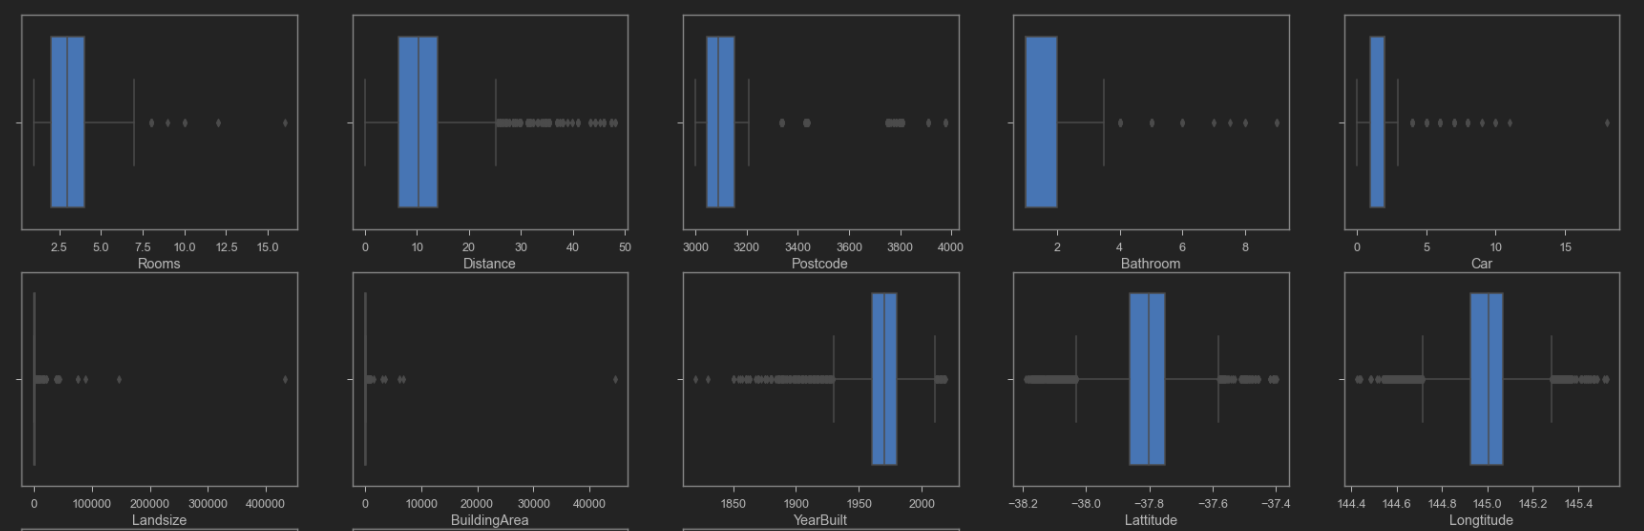 2.5 5.0 7.5 10.0 12.5 15.0
Rooms
0 10 20 30 40 50
Distance
3000 3200 3400 3600 3800 4000
Postcode
2 4 6 8
Bathroom
0 5 10 15
Car
0 100000 200000 300000 400000
Landsize
0 10000 20000 30000 40000
BuildingArea
1850 1900 1950 2000
YearBuilt
−38.2 −38.0 −37.8 −37.6 −37.4
Lattitude
144.4 144.6 144.8 145.0 145.2 145.4
Longtitude